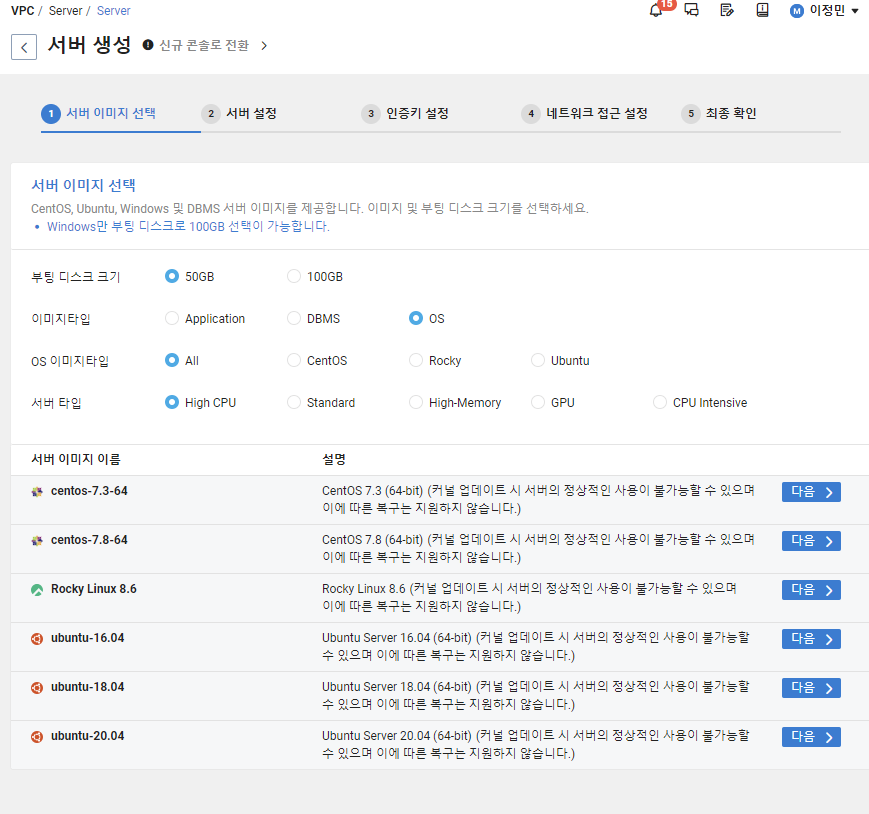 VPC / Server / Server
15
M 이정민
서버 생성 신규 콘솔로 전환
1 서버 이미지 선택
2 서버 설정
3 인증키 설정
4 네트워크 접근 설정
5 최종 확인
서버 이미지 선택
CentOS, Ubuntu, Windows 및 DBMS 서버 이미지를 제공합니다. 이미지 및 부팅 디스크 크기를 선택하세요.
• Windows만 부팅 디스크로 100GB 선택이 가능합니다.
부팅 디스크 크기 50GB 100GB
이미지타입 Application DBMS OS
OS 이미지타입 All CentOS Rocky Ubuntu
서버 타입 High CPU Standard High-Memory GPU CPU Intensive
서버 이미지 이름 설명
centos-7.3-64 CentOS 7.3 (64-bit) (커널 업데이트 시 서버의 정상적인 사용이 불가능할 수 있으며 다음
이에 따른 복구는 지원하지 않습니다.)
centos-7.8-64 CentOS 7.8 (64-bit) (커널 업데이트 시 서버의 정상적인 사용이 불가능할 수 있으며 다음
이에 따른 복구는 지원하지 않습니다.)
Rocky Linux 8.6 Rocky Linux 8.6 (커널 업데이트 시 서버의 정상적인 사용이 불가능할 수 있으며 다음
이에 따른 복구는 지원하지 않습니다.)
ubuntu-16.04 Ubuntu Server 16.04 (64-bit) (커널 업데이트 시 서버의 정상적인 사용이 불가능할 다음
수 있으며 이에 따른 복구는 지원하지 않습니다.)
ubuntu-18.04 Ubuntu Server 18.04 (64-bit) (커널 업데이트 시 서버의 정상적인 사용이 불가능할 다음
수 있으며 이에 따른 복구는 지원하지 않습니다.)
ubuntu-20.04 Ubuntu Server 20.04 (64-bit) (커널 업데이트 시 서버의 정상적인 사용이 불가능할 다음
수 있으며 이에 따른 복구는 지원하지 않습니다.)